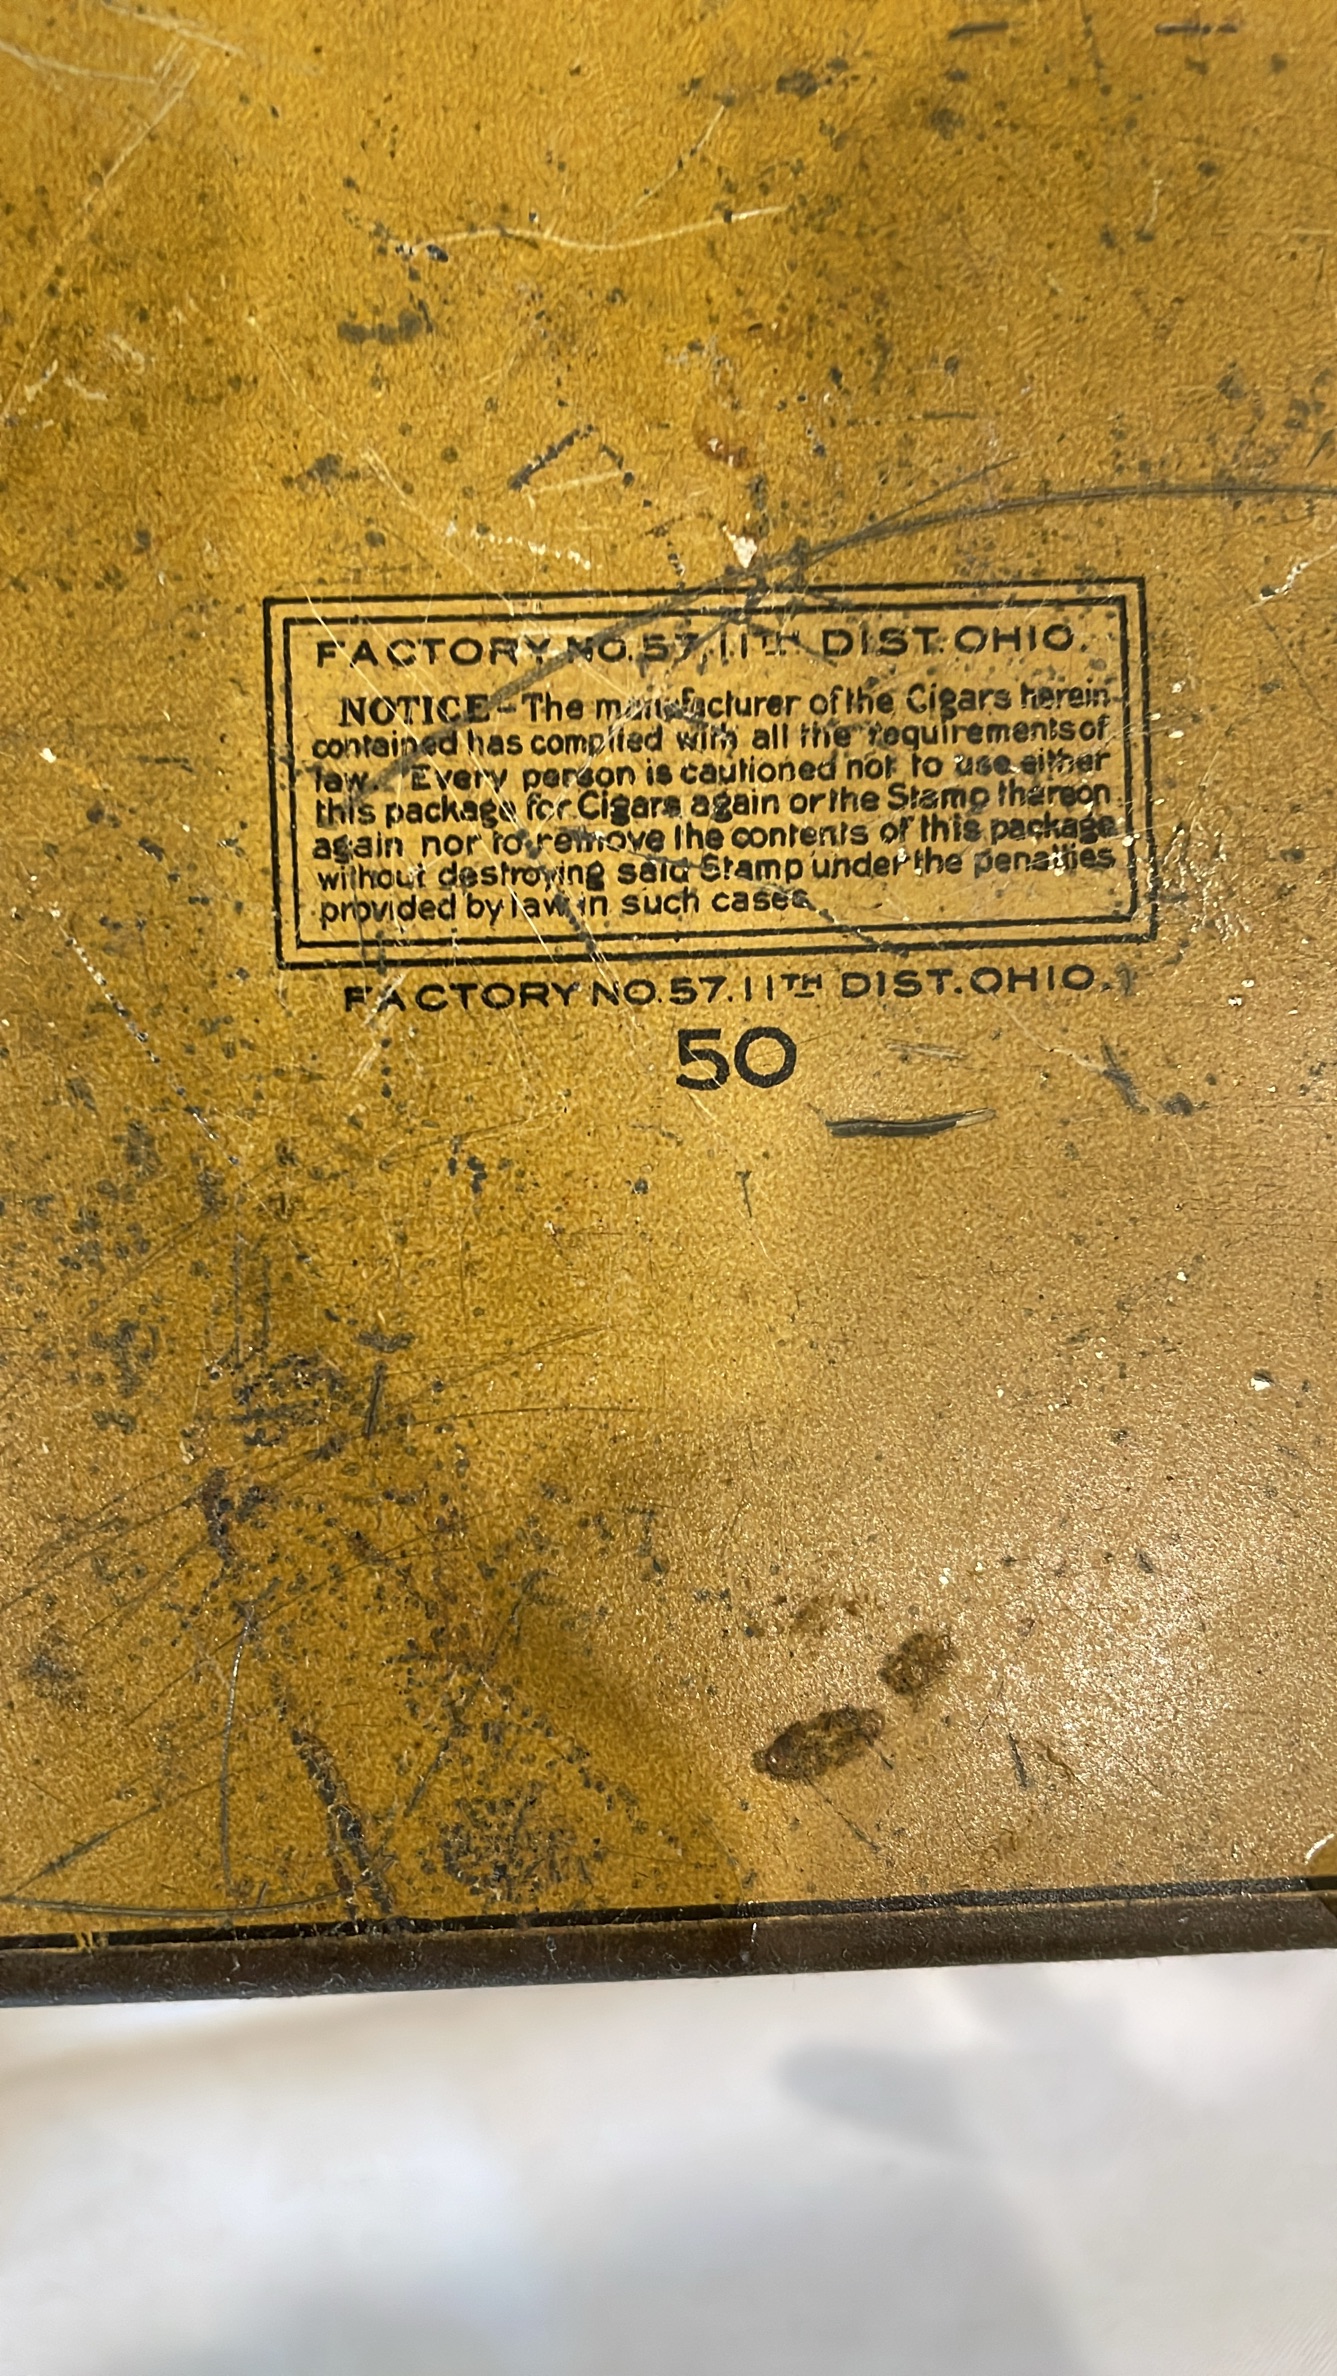 FACTORY NO. 57, 11TH DIST. OHIO.
NOTICE-The manufacturer of the Cigars herein
contained has complied with all the requirements of
law. Every person is cautioned not to use either
this package for Cigars again or the Stamp thereon
again nor to remove the contents of this package
without destroying said Stamp under the penalties
provided by law in such cases.
FACTORY NO. 57. 11TH DIST. OHIO.
50